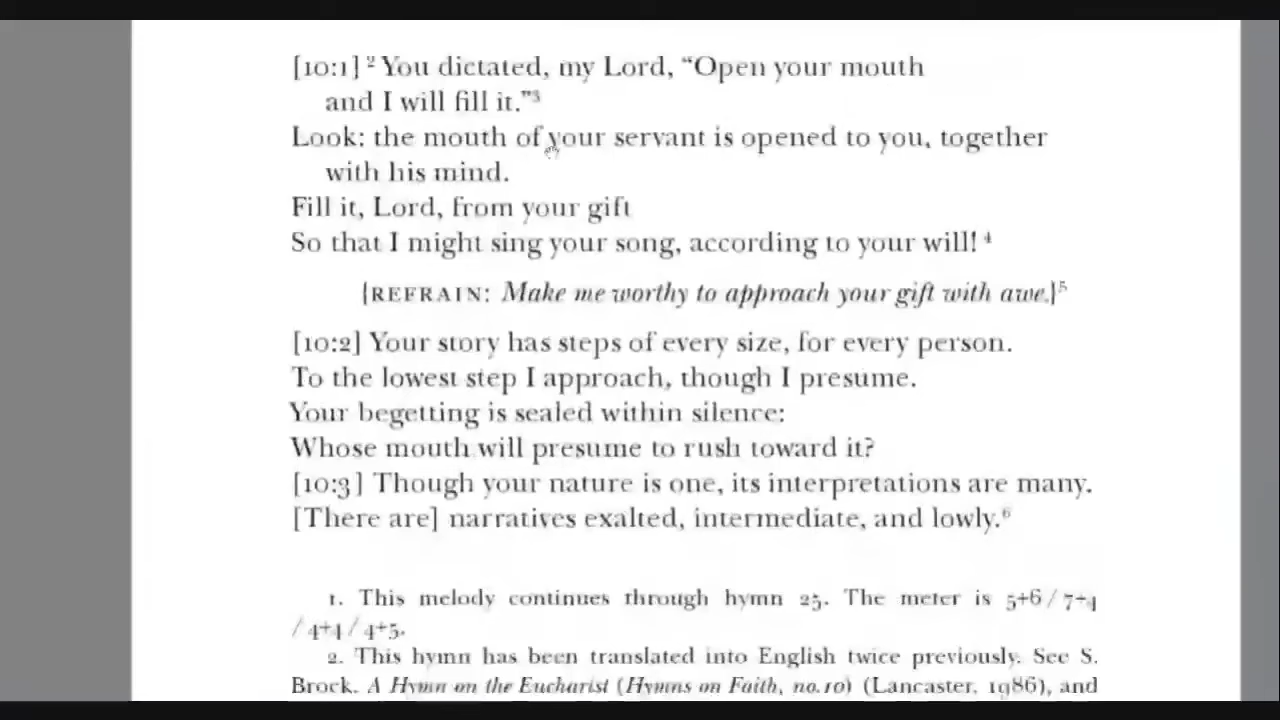 [10:1] ² You dictated, my Lord, “Open your mouth
and I will fill it.”³
Look: the mouth of your servant is opened to you, together
with his mind.
Fill it, Lord, from your gift
So that I might sing your song, according to your will! ⁴
{REFRAIN: Make me worthy to approach your gift with awe.}⁵
[10:2] Your story has steps of every size, for every person.
To the lowest step I approach, though I presume.
Your begetting is sealed within silence:
Whose mouth will presume to rush toward it?
[10:3] Though your nature is one, its interpretations are many.
[There are] narratives exalted, intermediate, and lowly.⁶
1. This melody continues through hymn 25. The meter is 5+6 / 7+4
/ 4+4 / 4+5.
2. This hymn has been translated into English twice previously. See S.
Brock, A Hymn on the Eucharist (Hymns on Faith, no.10) (Lancaster, 1986), and